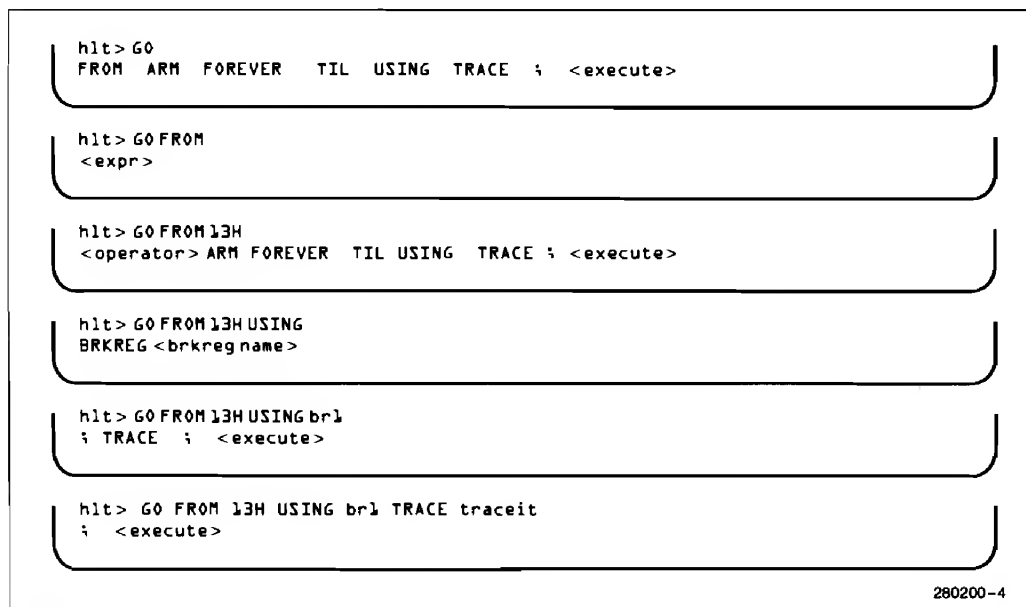 hlt> GO
FROM ARM FOREVER TIL USING TRACE ; <execute>
hlt> GO FROM
<expr>
hlt> GO FROM 13H
<operator> ARM FOREVER TIL USING TRACE ; <execute>
hlt> GO FROM 13H USING
BRKREG <brkreg name>
hlt> GO FROM 13H USING br1
; TRACE ; <execute>
hlt> GO FROM 13H USING br1 TRACE traceit
; <execute>
280200-4